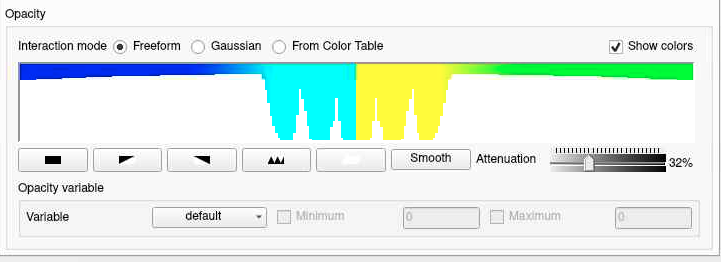 Opacity
Interaction mode Freeform Gaussian From Color Table Show colors
Smooth Attenuation 32%
Opacity variable
Variable default Minimum 0 Maximum 0